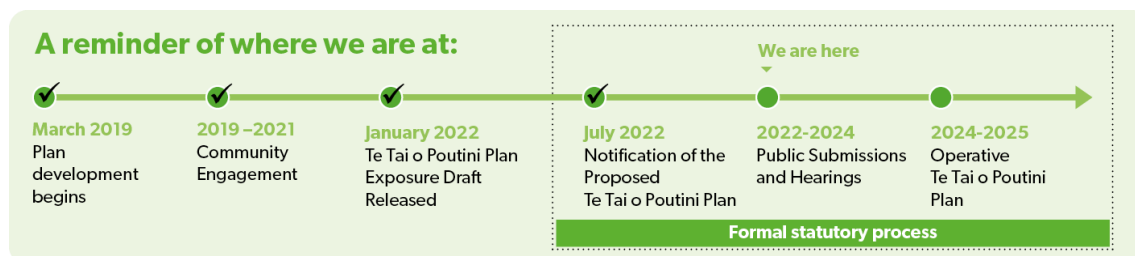 A reminder of where we are at:
We are here
March 2019
Plan
development
begins
2019 –2021
Community
Engagement
January 2022
Te Tai o Poutini Plan
Exposure Draft
Released
July 2022
Notification of the
Proposed
Te Tai o Poutini Plan
2022-2024
Public Submissions
and Hearings
2024-2025
Operative
Te Tai o Poutini
Plan
Formal statutory process